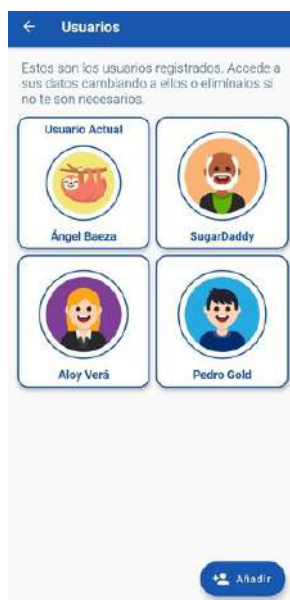 Usuarios
Estos son los usuarios registrados. Accede a
sus datos cambiando a ellos o elimínalos si
no te son necesarios.
Usuario Actual
Ángel Baeza
SugarDaddy
Aloy Verá
Pedro Gold
Añadir